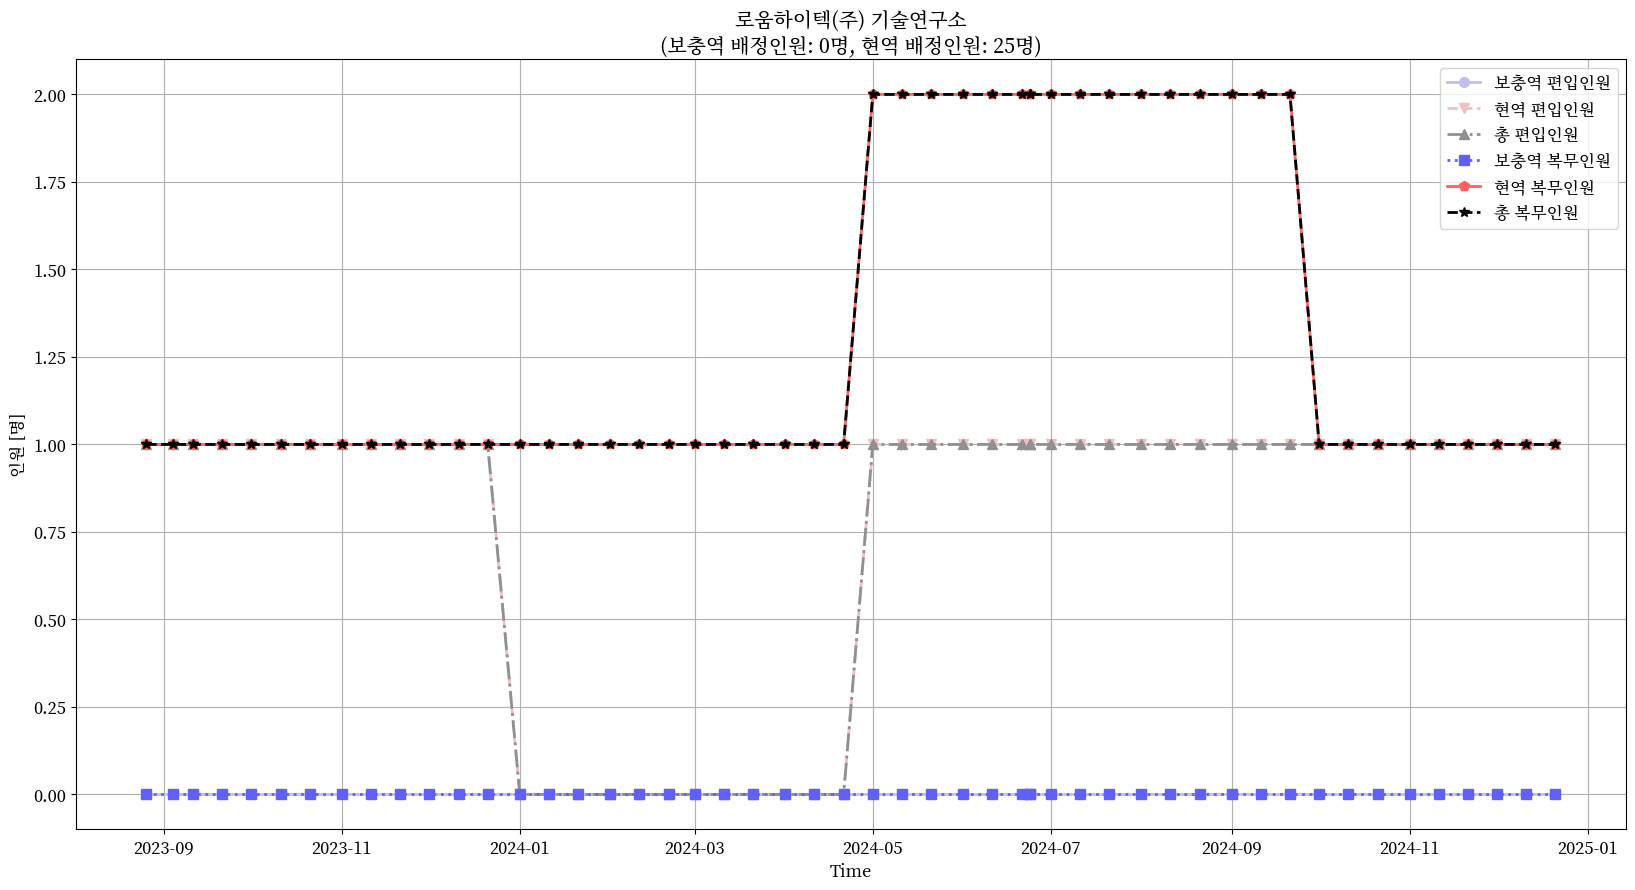 로움하이텍(주) 기술연구소
(보충역 배정인원: 0명, 현역 배정인원: 25명)
보충역 편입인원
현역 편입인원
총 편입인원
보충역 복무인원
현역 복무인원
총 복무인원
2.00
1.75
1.50
1.25
1.00
0.75
0.50
0.25
0.00
인원 [명]
2023-09
2023-11
2024-01
2024-03
2024-05
2024-07
2024-09
2024-11
2025-01
Time